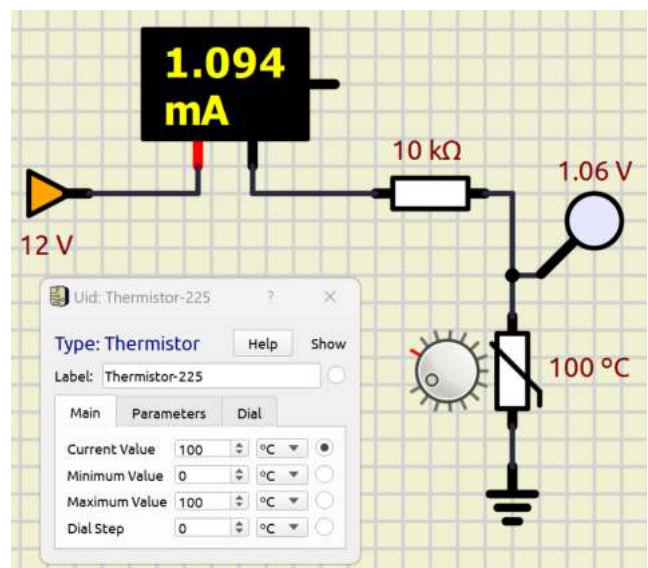 1.094
mA
10 kΩ
1.06 V
12 V
Uid: Thermistor-225 ? ×
Type: Thermistor Help Show
Label: Thermistor-225
Main Parameters Dial
Current Value 100 °C
Minimum Value 0 °C
Maximum Value 100 °C
Dial Step 0 °C
100 °C